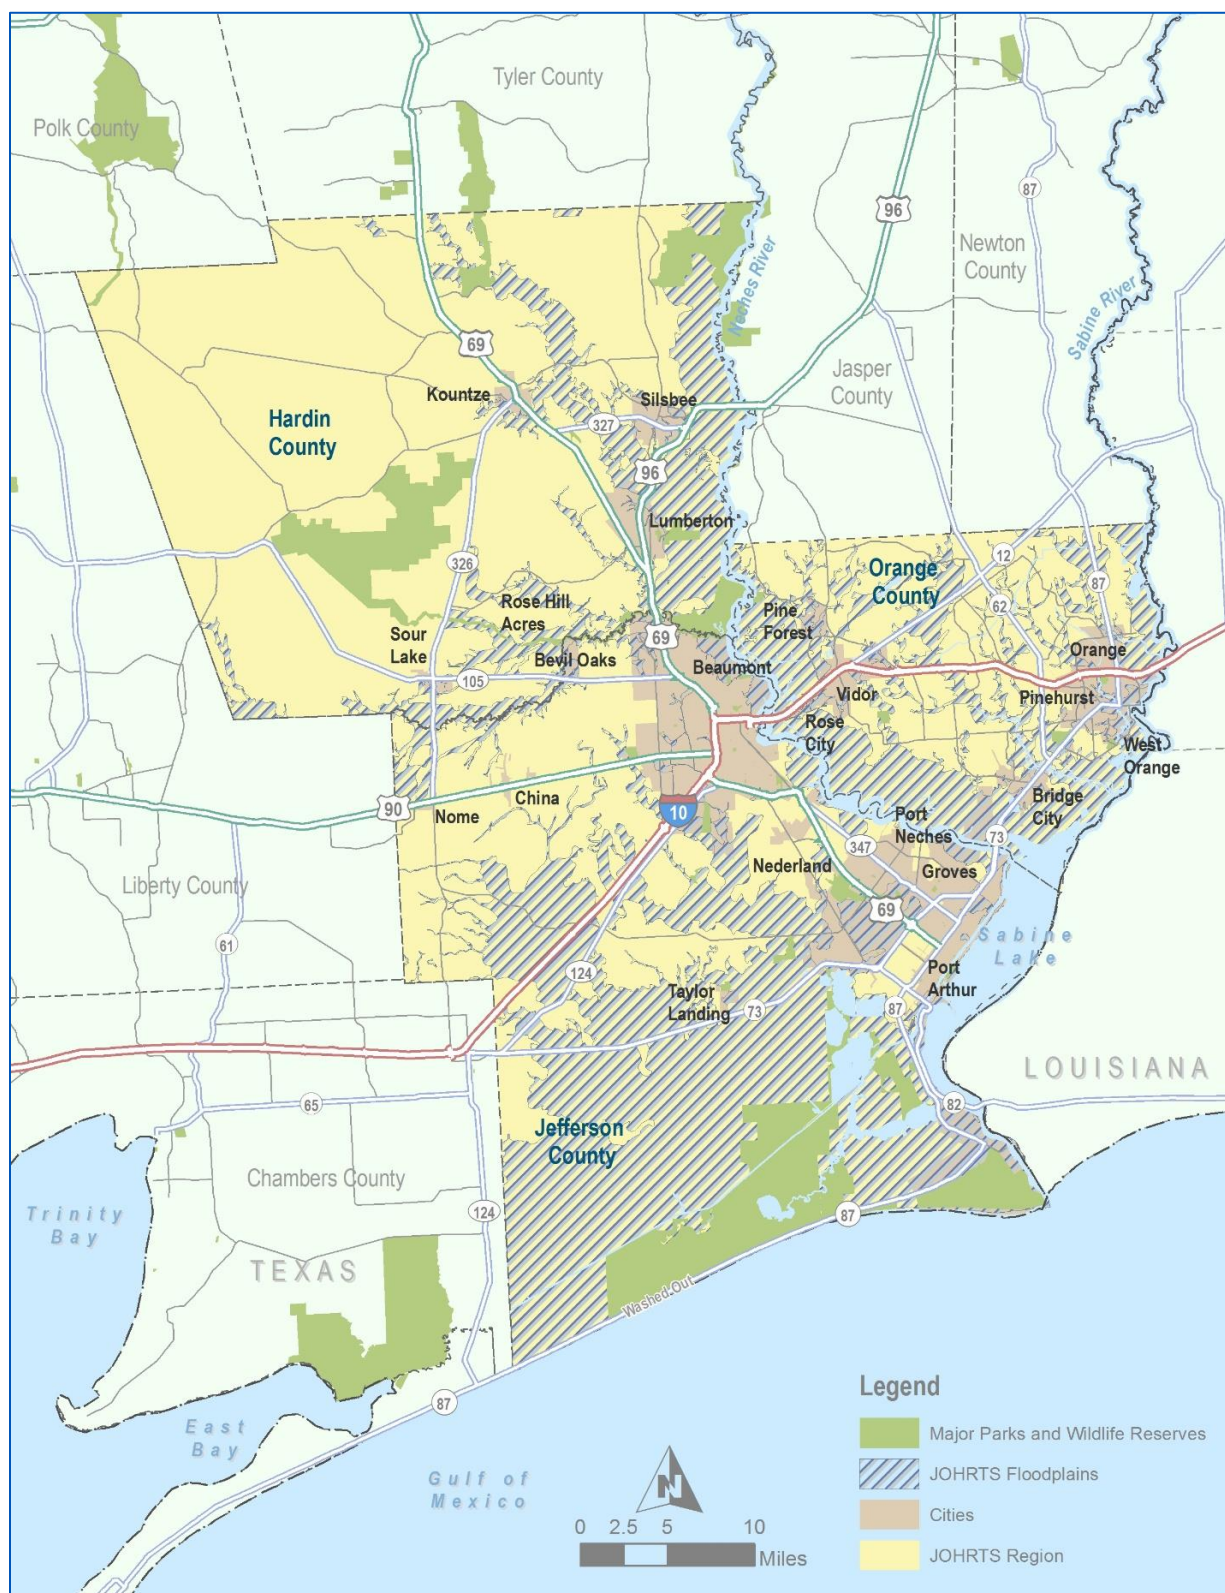 Tyler County
Polk County
87
96
Newton
County
Neches River
Sabine River
69
Jasper
County
Kountze
Silsbee
Hardin
County
327
96
Lumberton
326
12
Orange
County
87
Rose Hill
Acres
Pine
Forest
62
Sour
Lake
69
Bevil Oaks
Beaumont
Orange
105
Vidor
Pinehurst
Rose
City
West
Orange
90
Nome
China
10
Bridge
City
Port
Neches
73
347
Nederland
Groves
Liberty County
69
61
Sabine
Lake
124
Port
Arthur
Taylor
Landing
73
87
LOUISIANA
65
82
Jefferson
County
Chambers County
Trinity
Bay
124
87
TEXAS
Washed Out
87
East
Bay
Gulf of
Mexico
Legend
Major Parks and Wildlife Reserves
JOHRTS Floodplains
Cities
JOHRTS Region
N
0 2.5 5 10
Miles